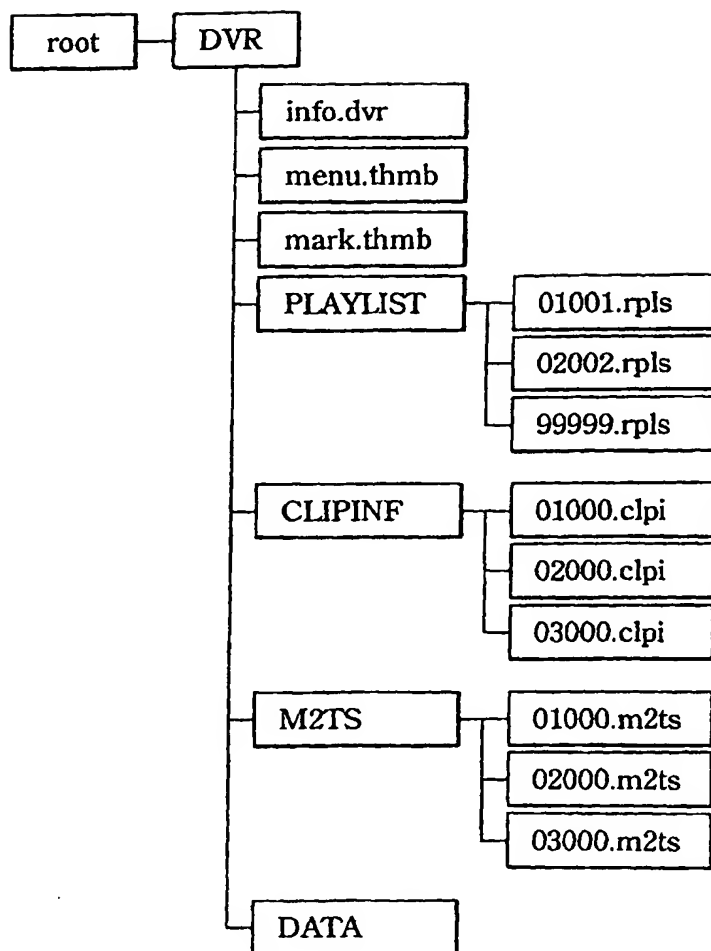 root DVR
info.dvr
menu.thmb
mark.thmb
PLAYLIST 01001.rpls
02002.rpls
99999.rpls
CLIPINF 01000.clpi
02000.clpi
03000.clpi
M2TS 01000.m2ts
02000.m2ts
03000.m2ts
DATA